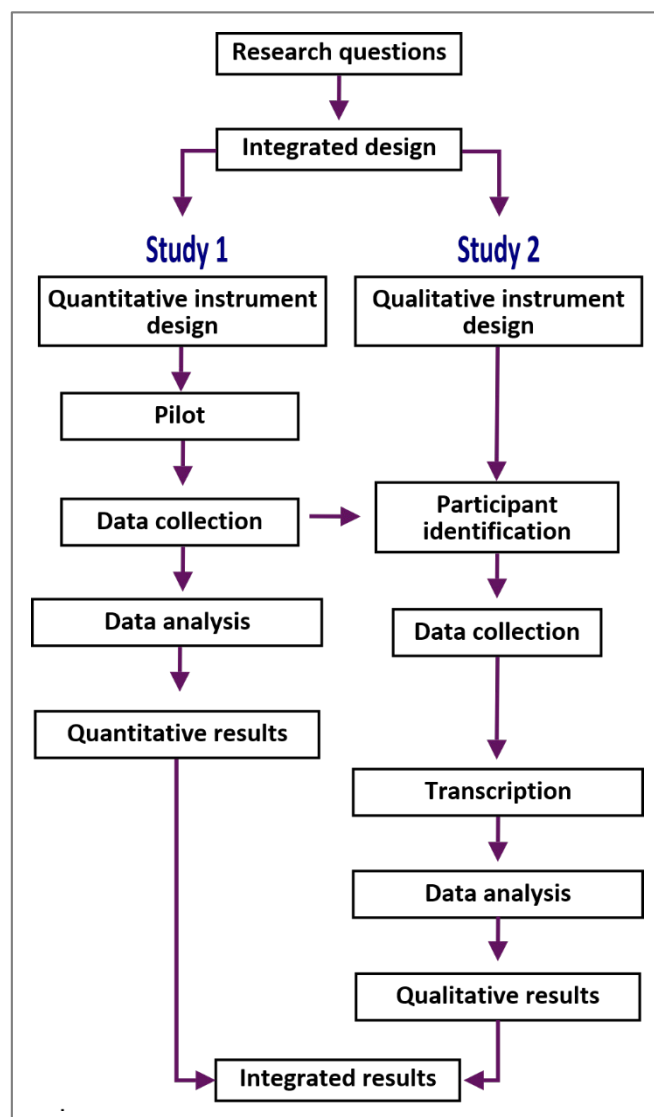 Research questions
Integrated design
Study 1
Quantitative instrument
design
Pilot
Data collection
Data analysis
Quantitative results
Study 2
Qualitative instrument
design
Participant
identification
Data collection
Transcription
Data analysis
Qualitative results
Integrated results